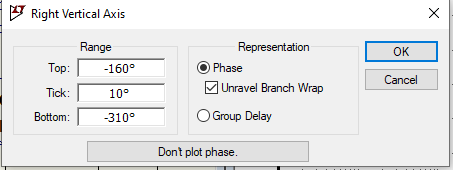 Right Vertical Axis
Range
Top: -160°
Tick: 10°
Bottom: -310°
Representation
Phase
Unravel Branch Wrap
Group Delay
OK
Cancel
Don't plot phase.